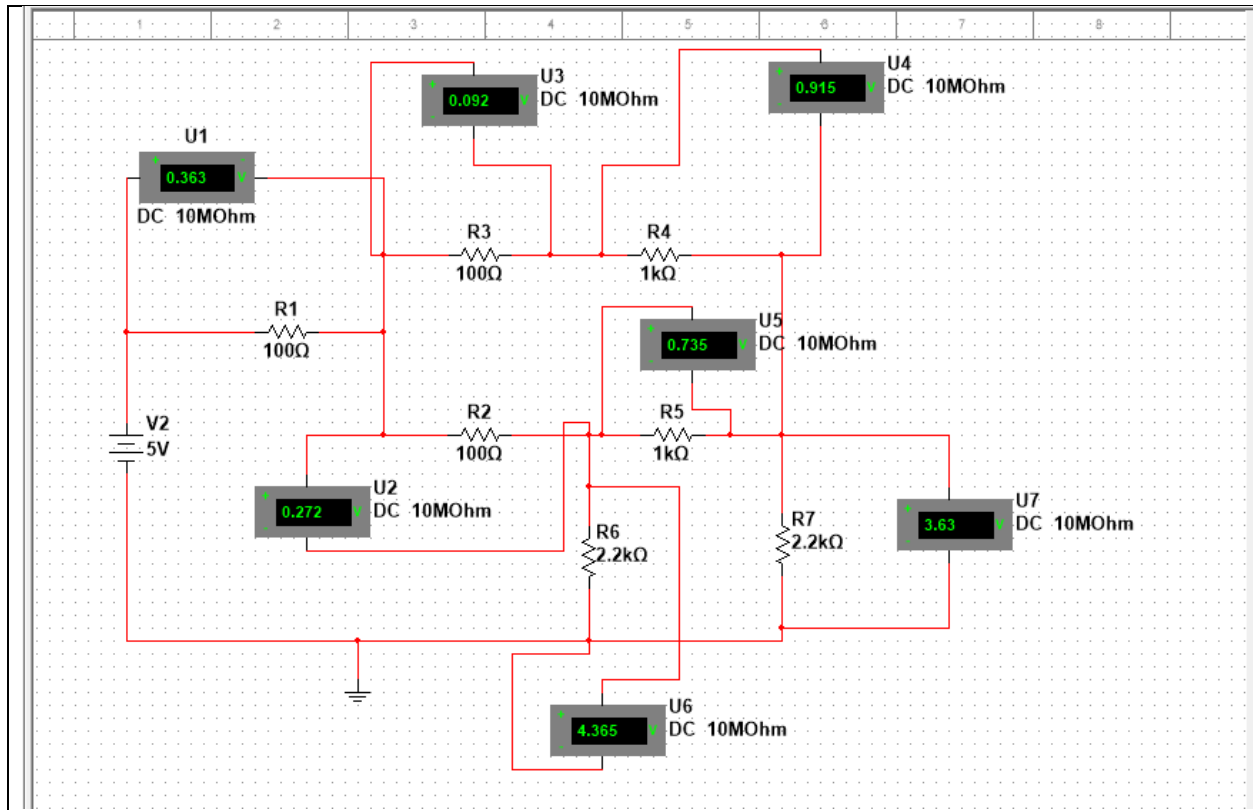 1 2 3 4 5 6 7 8
U3
0.092 V
DC 10MOhm
U4
0.915 V
DC 10MOhm
U1
0.363 V
DC 10MOhm
R3
100Ω
R4
1kΩ
R1
100Ω
U5
0.735 V
DC 10MOhm
V2
5V
R2
100Ω
R5
1kΩ
U2
0.272 V
DC 10MOhm
R6
2.2kΩ
R7
2.2kΩ
U7
3.63 V
DC 10MOhm
U6
4.365 V
DC 10MOhm